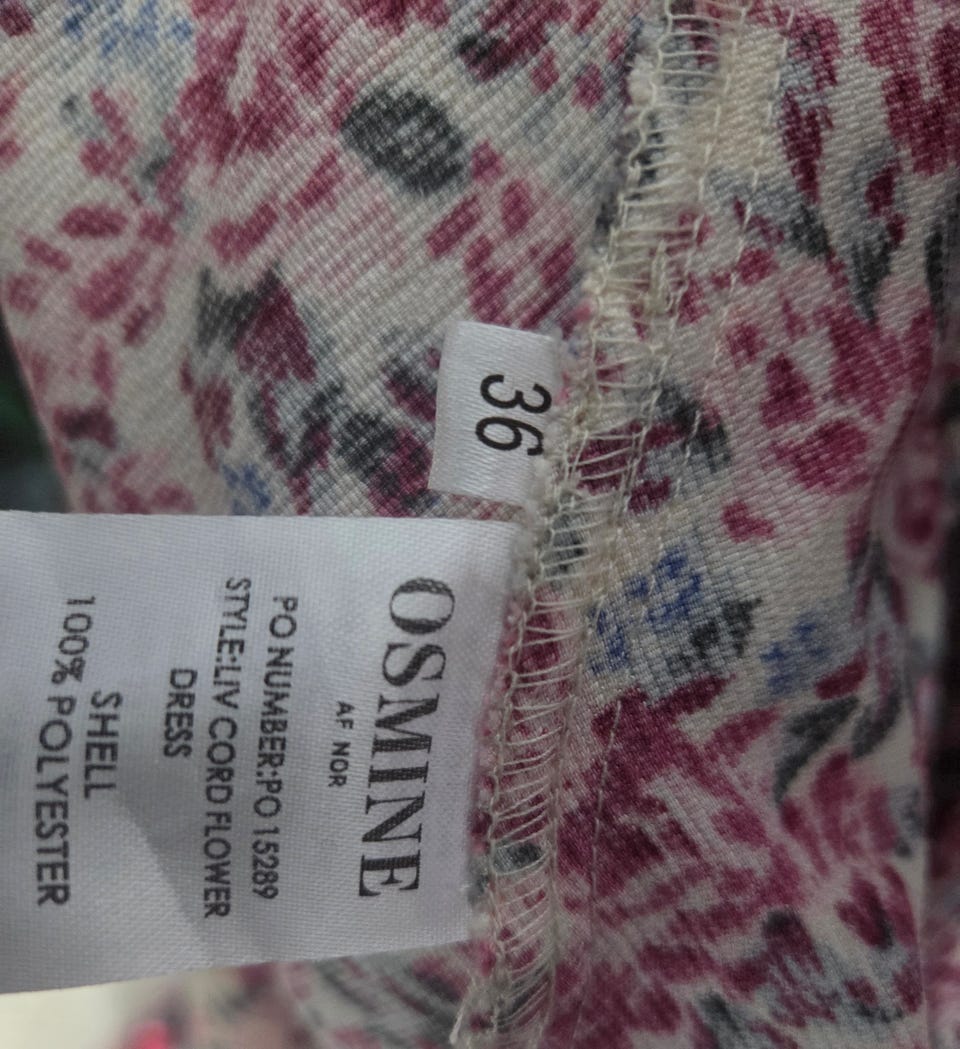 36
OSMINE
AF NOR
PO NUMBER:PO 15289
STYLE:LIV CORD FLOWER
DRESS
SHELL
100% POLYESTER